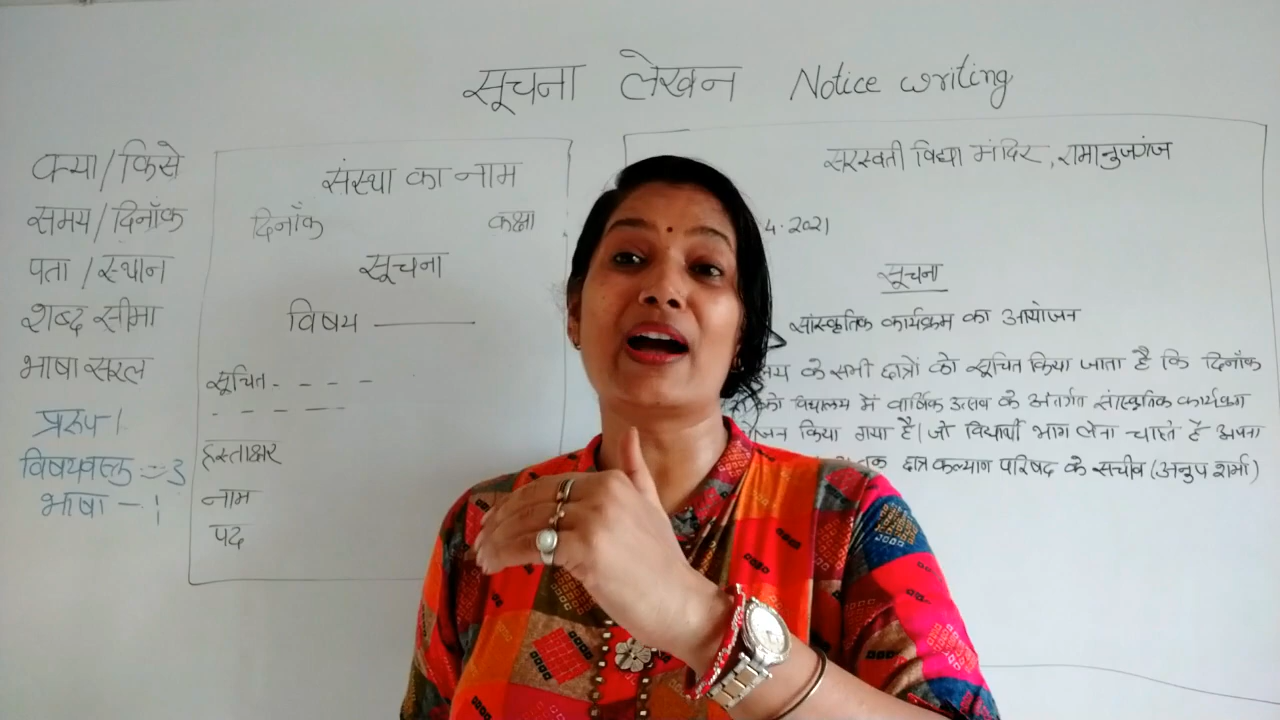 सूचना लेखन Notice writing
क्या/किसे
समय/दिनाँक
पता/स्थान
शब्द सीमा
भाषा सरल
प्ररुप 1
विषयवस्तु = 3
भाषा - 1
संस्था का नाम
दिनाँक कक्षा
सूचना
विषय
सूचित - - - -
- - - - -
हस्ताक्षर
नाम
पद
सरस्वती विद्या मंदिर, रामानुजगंज
4.2021
सूचना
सांस्कृतिक कार्यक्रम का आयोजन
के सभी छात्रों को सूचित किया जाता है कि दिनाँक
को विद्यालय में वार्षिक उत्सव के अंतर्गत सांस्कृतिक कार्यक्रम
किया गया है। जो विद्यार्थी भाग लेना चाहते हैं अपना
छात्र कल्याण परिषद के सचीव (अनुप शर्मा)